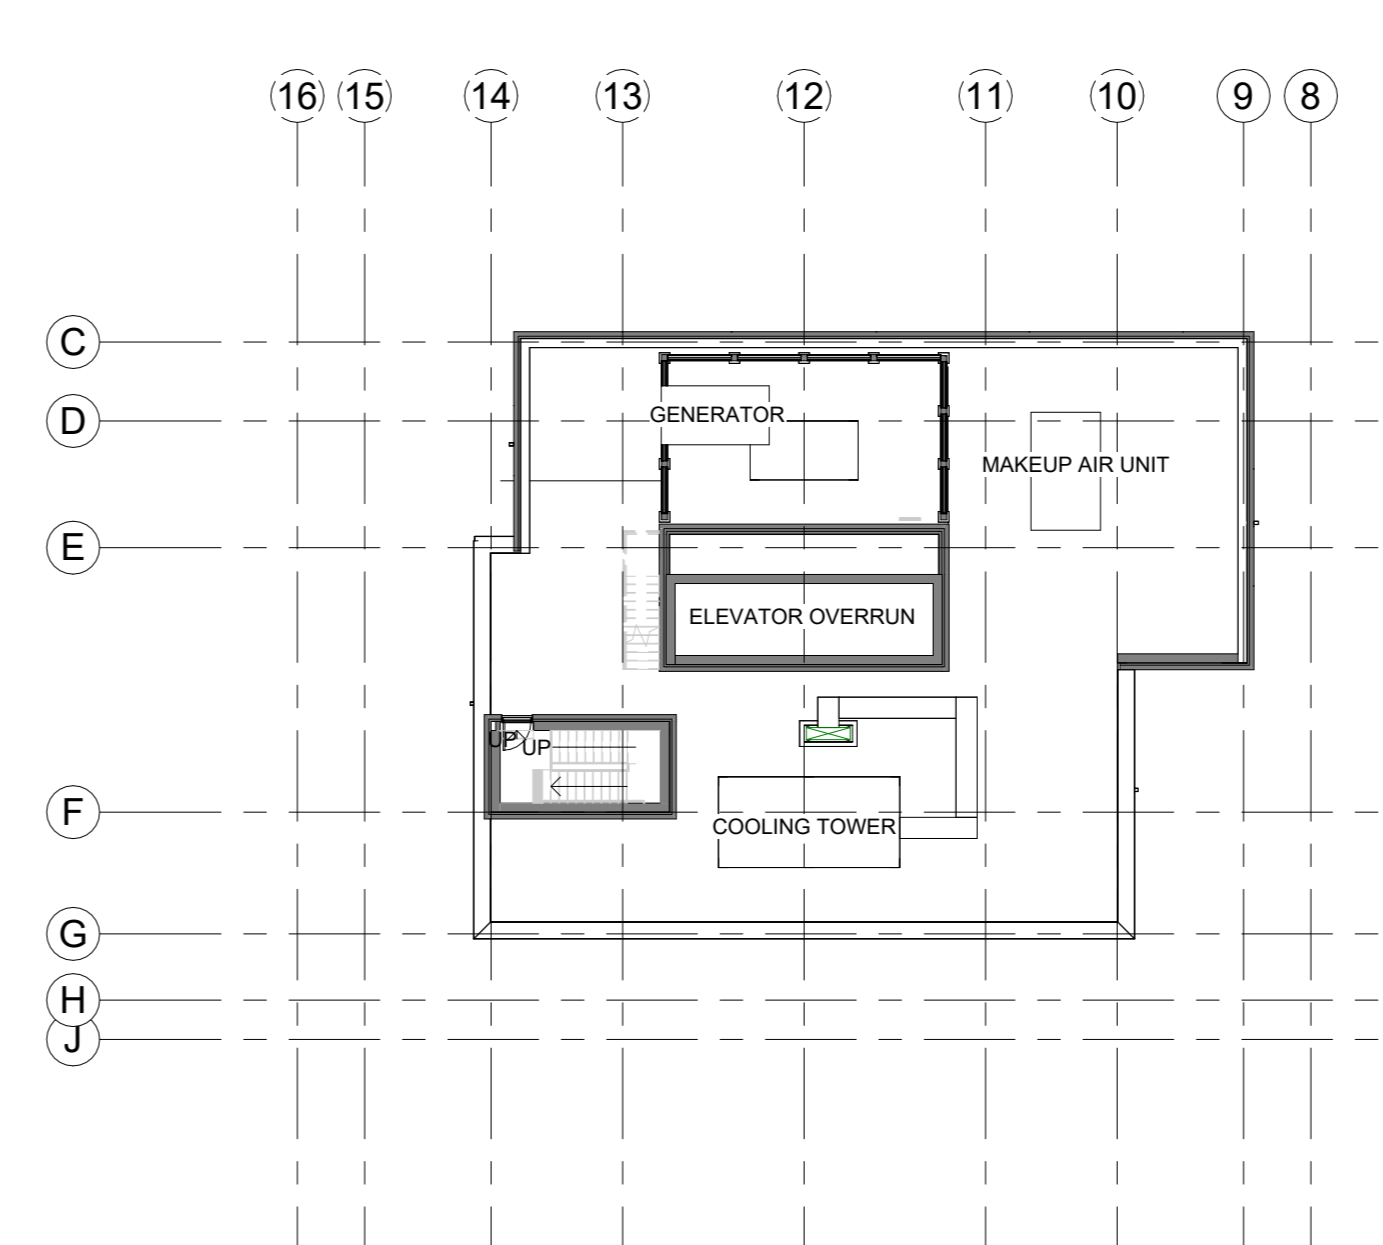 16 15 14 13 12 11 10 9 8
C
D
GENERATOR
MAKEUP AIR UNIT
E
ELEVATOR OVERRUN
UP UP
F
COOLING TOWER
G
H
J